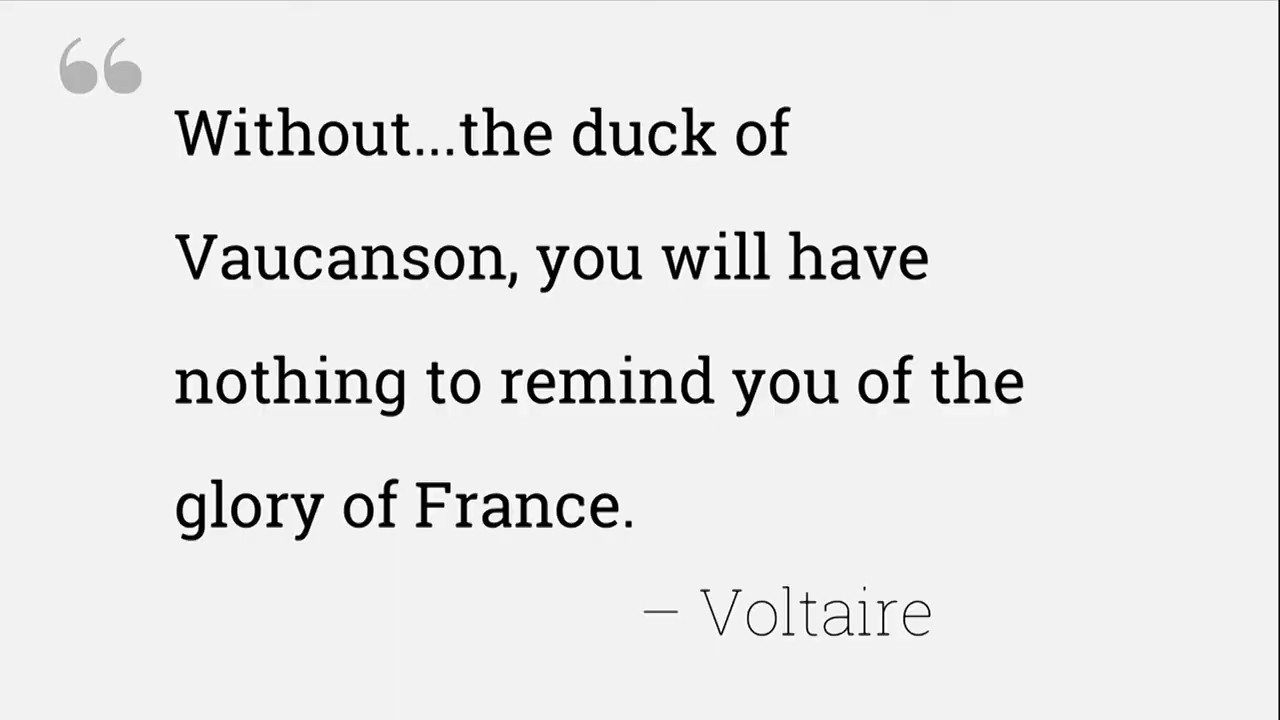 “
Without...the duck of
Vaucanson, you will have
nothing to remind you of the
glory of France.
– Voltaire